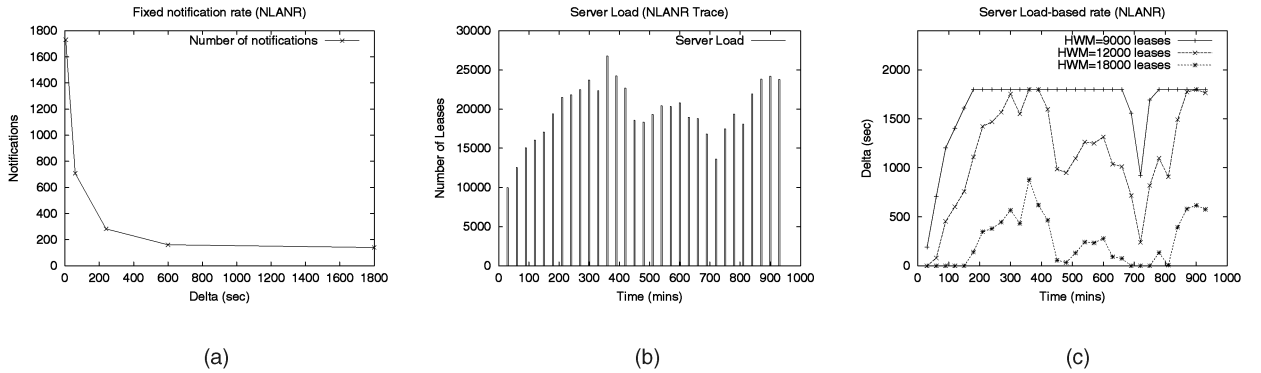 Fixed notification rate (NLANR)
Number of notifications
1800
1600
1400
1200
1000
800
600
400
200
0
Notifications
0 200 400 600 800 1000 1200 1400 1600 1800
Delta (sec)
(a)
Server Load (NLANR Trace)
Server Load
30000
25000
20000
15000
10000
5000
0
Number of Leases
0 100 200 300 400 500 600 700 800 900 1000
Time (mins)
(b)
Server Load-based rate (NLANR)
HWM=9000 leases
HWM=12000 leases
HWM=18000 leases
2000
1500
1000
500
0
Delta (sec)
0 100 200 300 400 500 600 700 800 900 1000
Time (mins)
(c)